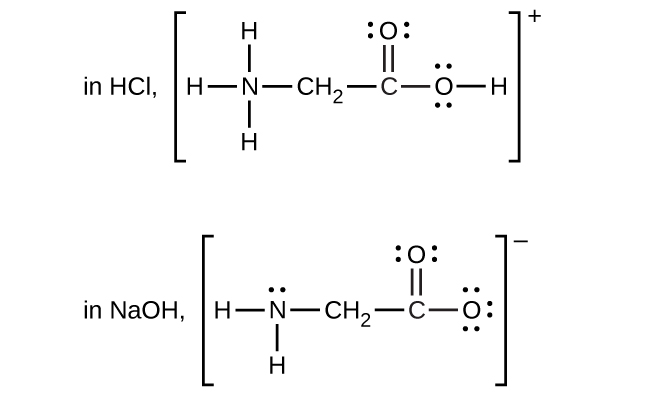 H :O: +
in HCl, H N CH₂ C O H
H
:O: −
in NaOH, H N CH₂ C O:
H